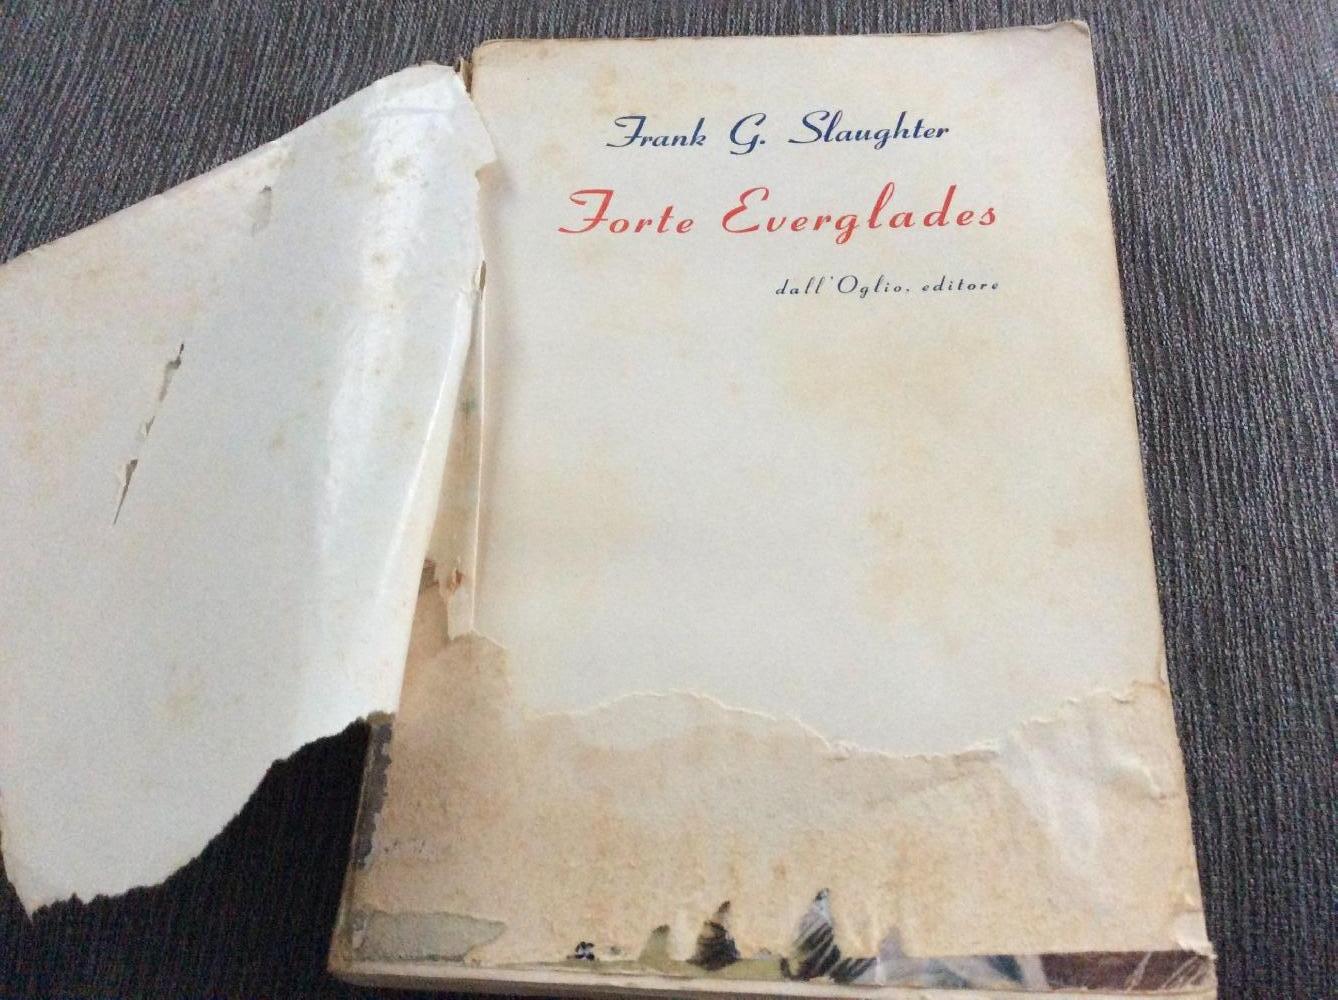 Frank G. Slaughter
Forte Everglades
dall'Oglio, editore